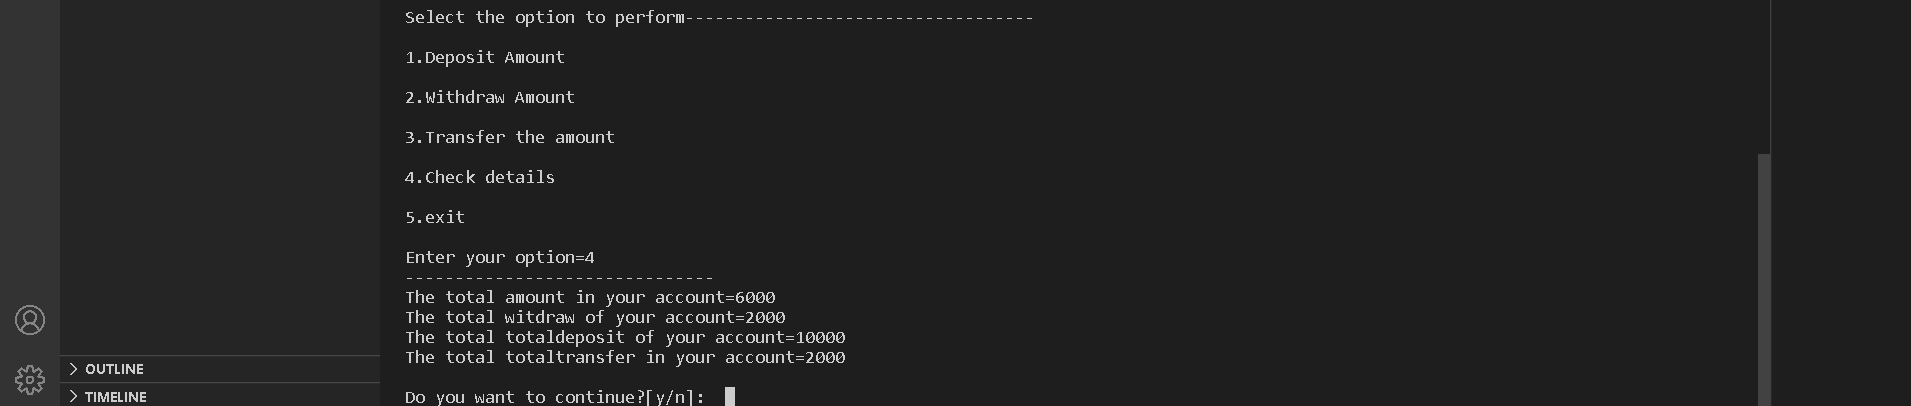 Select the option to perform-----------------------------------
1.Deposit Amount
2.Withdraw Amount
3.Transfer the amount
4.Check details
5.exit
Enter your option=4
-------------------------------
The total amount in your account=6000
The total witdraw of your account=2000
The total totaldeposit of your account=10000
The total totaltransfer in your account=2000
Do you want to continue?[y/n]:
OUTLINE
TIMELINE